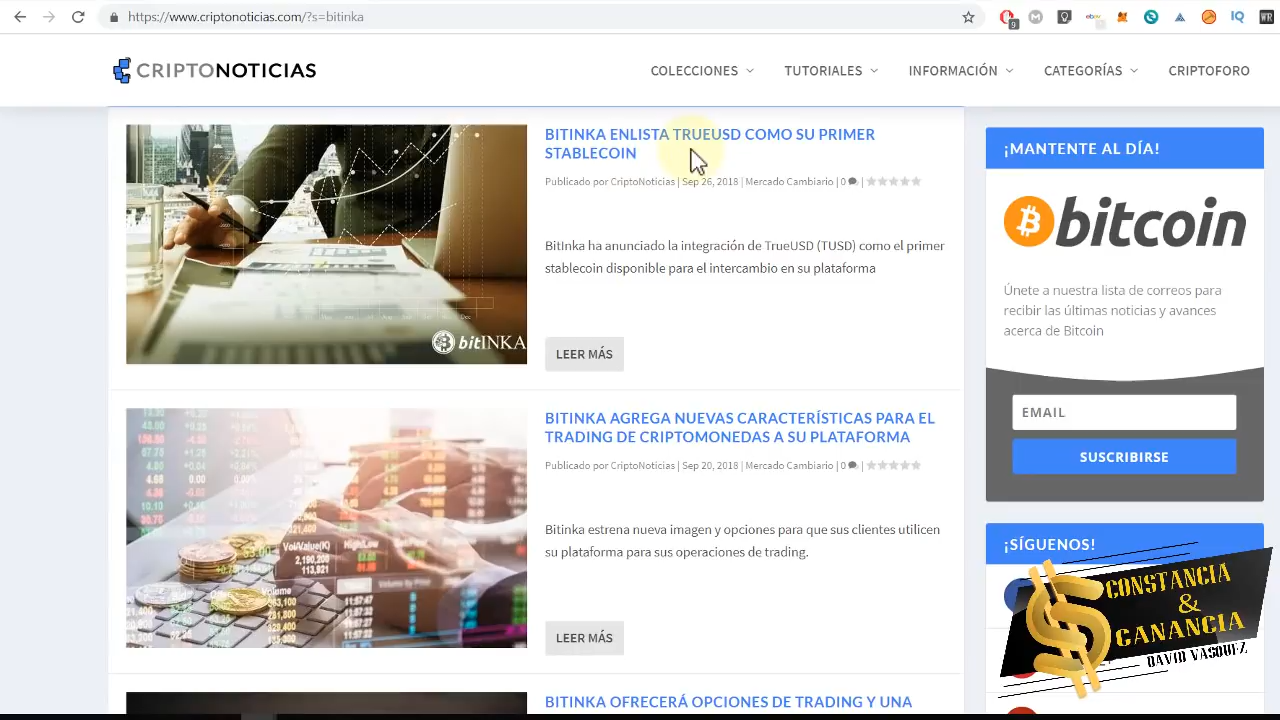 https://www.criptonoticias.com/?s=bitinka
9
IQ
WR
CRIPTONOTICIAS
COLECCIONES
TUTORIALES
INFORMACIÓN
CATEGORÍAS
CRIPTOFORO
bitINKA
BITINKA ENLISTA TRUEUSD COMO SU PRIMER
STABLECOIN
Publicado por CriptoNoticias | Sep 26, 2018 | Mercado Cambiario | 0 |
BitInka ha anunciado la integración de TrueUSD (TUSD) como el primer
stablecoin disponible para el intercambio en su plataforma
LEER MÁS
BITINKA AGREGA NUEVAS CARACTERÍSTICAS PARA EL
TRADING DE CRIPTOMONEDAS A SU PLATAFORMA
Publicado por CriptoNoticias | Sep 20, 2018 | Mercado Cambiario | 0 |
Bitinka estrena nueva imagen y opciones para que sus clientes utilicen
su plataforma para sus operaciones de trading.
LEER MÁS
BITINKA OFRECERÁ OPCIONES DE TRADING Y UNA
¡MANTENTE AL DÍA!
bitcoin
Únete a nuestra lista de correos para
recibir las últimas noticias y avances
acerca de Bitcoin
EMAIL
SUSCRIBIRSE
¡SÍGUENOS!
CONSTANCIA
&
GANANCIA
DAVID VASQUEZ